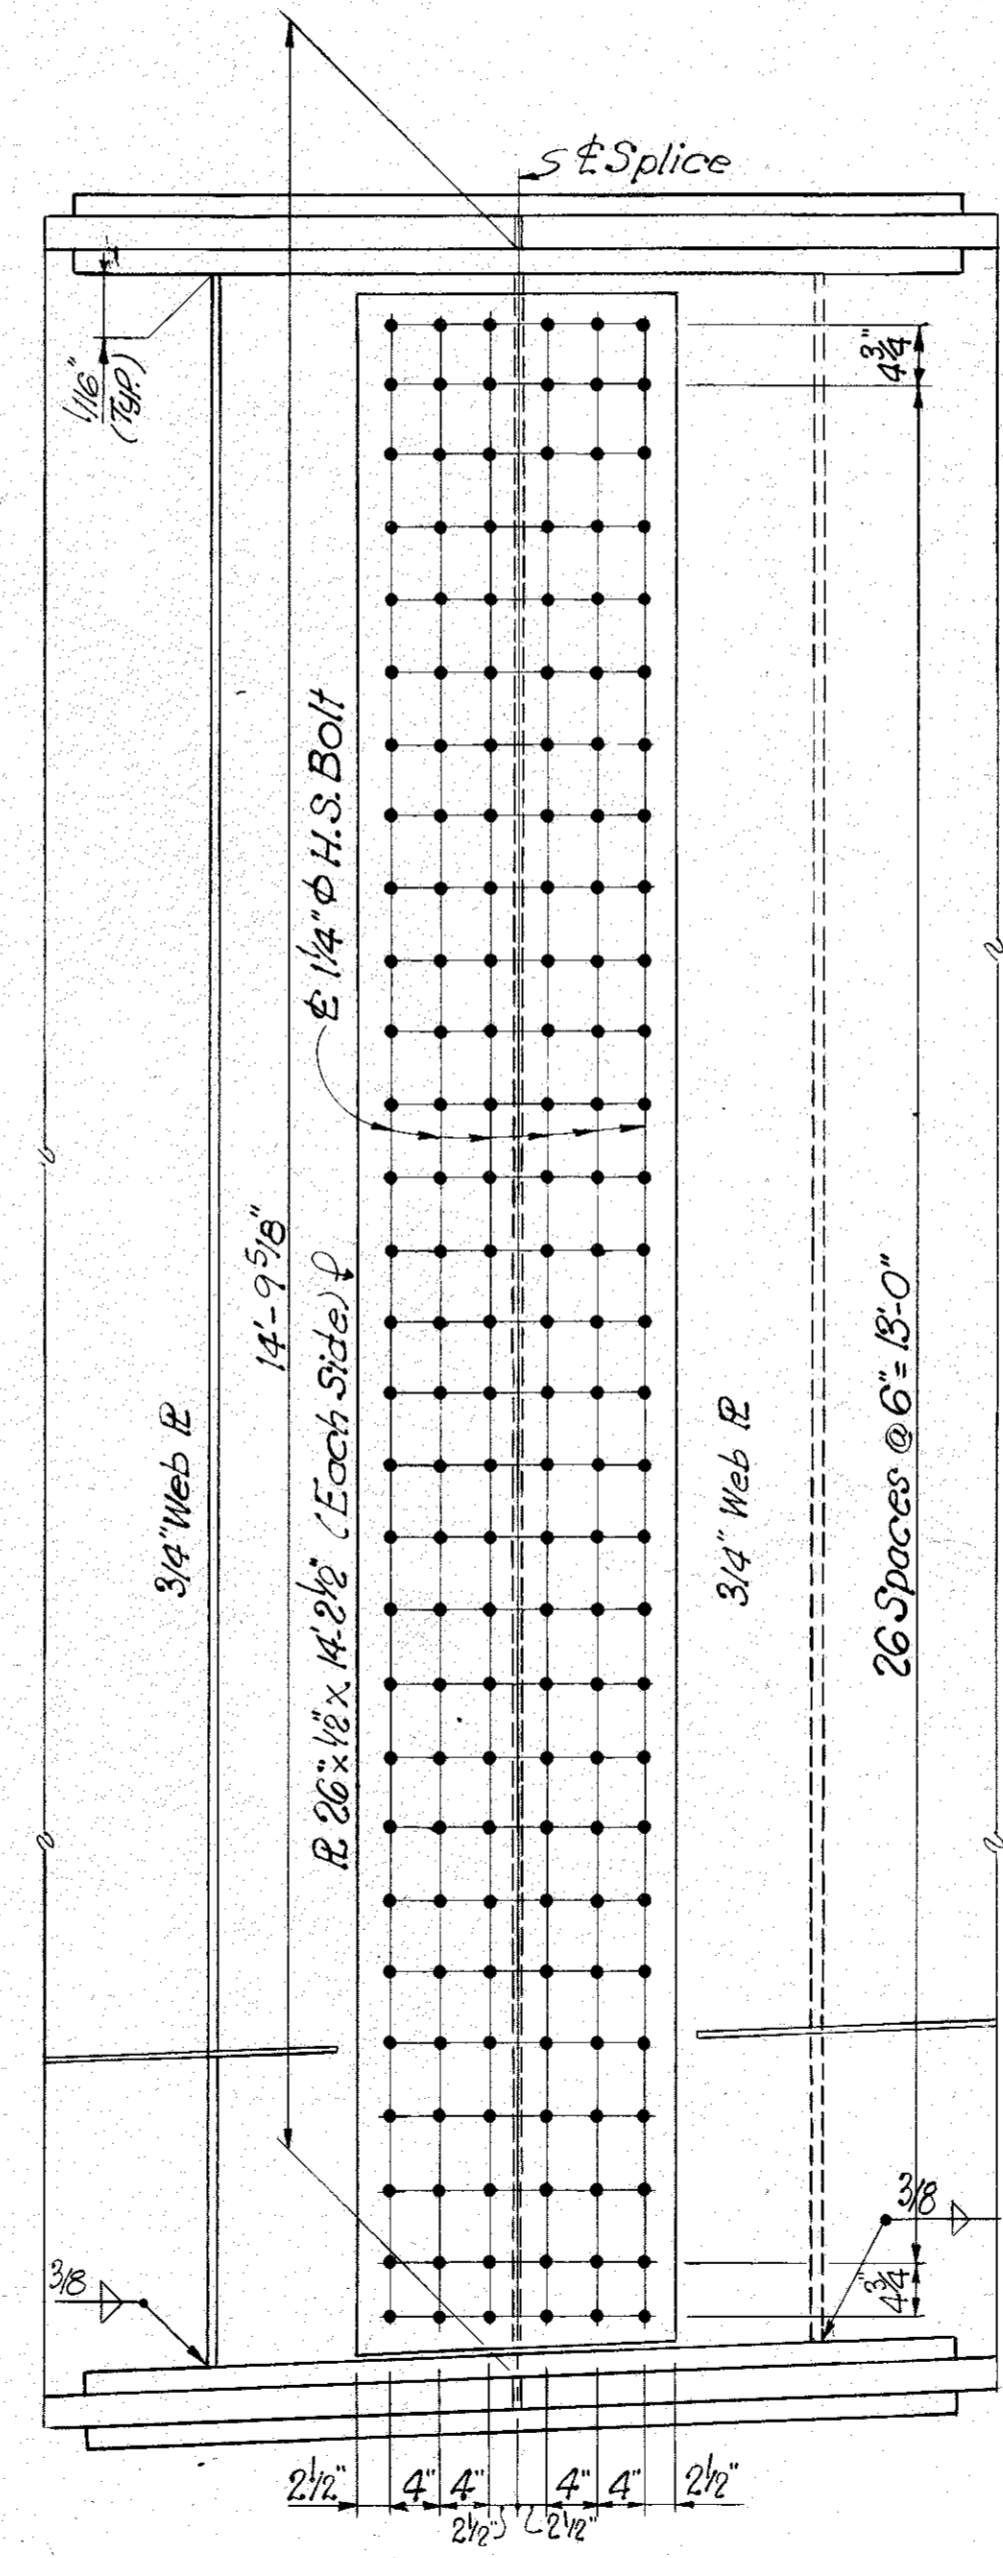 ℄ Splice
4 3/4"
1/16"
(TYP.)
℄ 1 1/4" Φ H.S. Bolt
14'-9 5/8"
PL 26" x 1/2" x 14'-2 1/2" (Each Side)
3/4" Web PL
3/4" Web PL
26 Spaces @ 6" = 13'-0"
3/8
3/8
4 3/4"
2 1/2" 4" 4" 4" 4" 2 1/2"
2 1/2" 2 1/2"